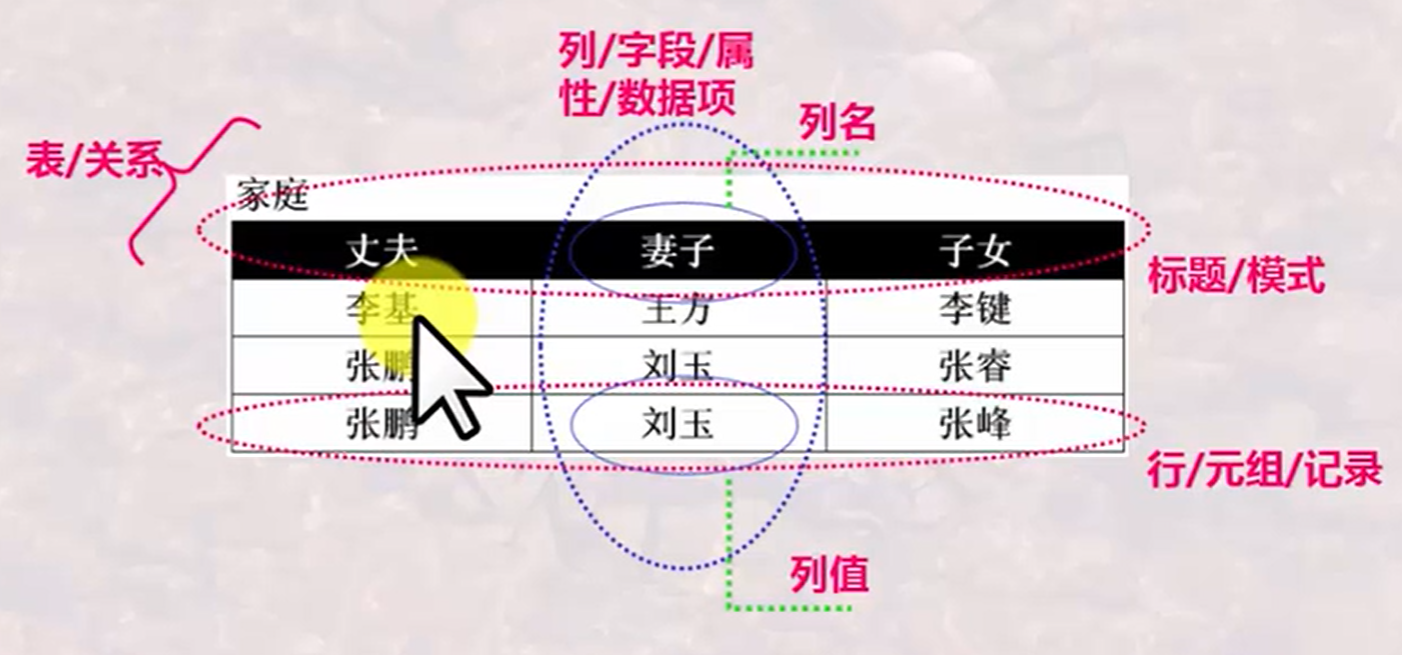 列/字段/属
性/数据项
列名
表/关系
家庭
丈夫 妻子 子女
标题/模式
李基 王方 李键
张鹏 刘玉 张睿
张鹏 刘玉 张峰
行/元组/记录
列值